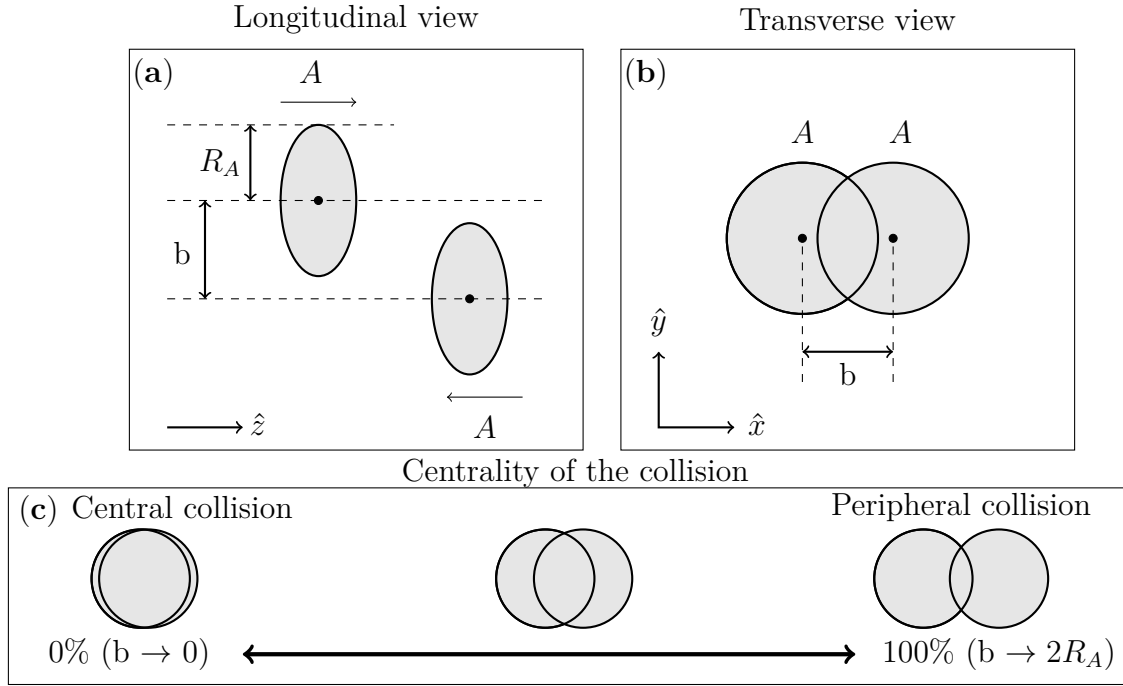 Longitudinal view
Transverse view
(a)
A
R_A
b
A
ẑ
(b)
A A
b
ŷ
x̂
Centrality of the collision
(c) Central collision
Peripheral collision
0% (b → 0)
100% (b → 2R_A)